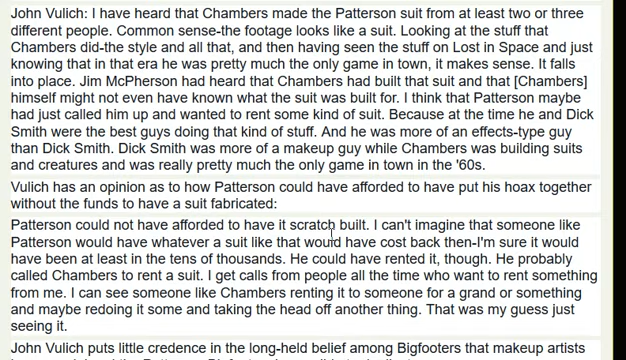 John Vulich: I have heard that Chambers made the Patterson suit from at least two or three
different people. Common sense-the footage looks like a suit. Looking at the stuff that
Chambers did-the style and all that, and then having seen the stuff on Lost in Space and just
knowing that in that era he was pretty much the only game in town, it makes sense. It falls
into place. Jim McPherson had heard that Chambers had built that suit and that [Chambers]
himself might not even have known what the suit was built for. I think that Patterson maybe
had just called him up and wanted to rent some kind of suit. Because at the time he and Dick
Smith were the best guys doing that kind of stuff. And he was more of an effects-type guy
than Dick Smith. Dick Smith was more of a makeup guy while Chambers was building suits
and creatures and was really pretty much the only game in town in the '60s.
Vulich has an opinion as to how Patterson could have afforded to have put his hoax together
without the funds to have a suit fabricated:
Patterson could not have afforded to have it scratch built. I can't imagine that someone like
Patterson would have whatever a suit like that would have cost back then-I'm sure it would
have been at least in the tens of thousands. He could have rented it, though. He probably
called Chambers to rent a suit. I get calls from people all the time who want to rent something
from me. I can see someone like Chambers renting it to someone for a grand or something
and maybe redoing it some and taking the head off another thing. That was my guess just
seeing it.
John Vulich puts little credence in the long-held belief among Bigfooters that makeup artists